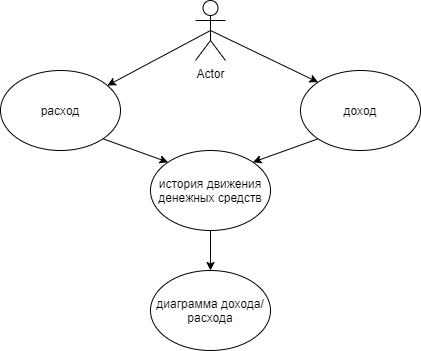 Actor
расход
доход
история движения
денежных средств
диаграмма дохода/
расхода